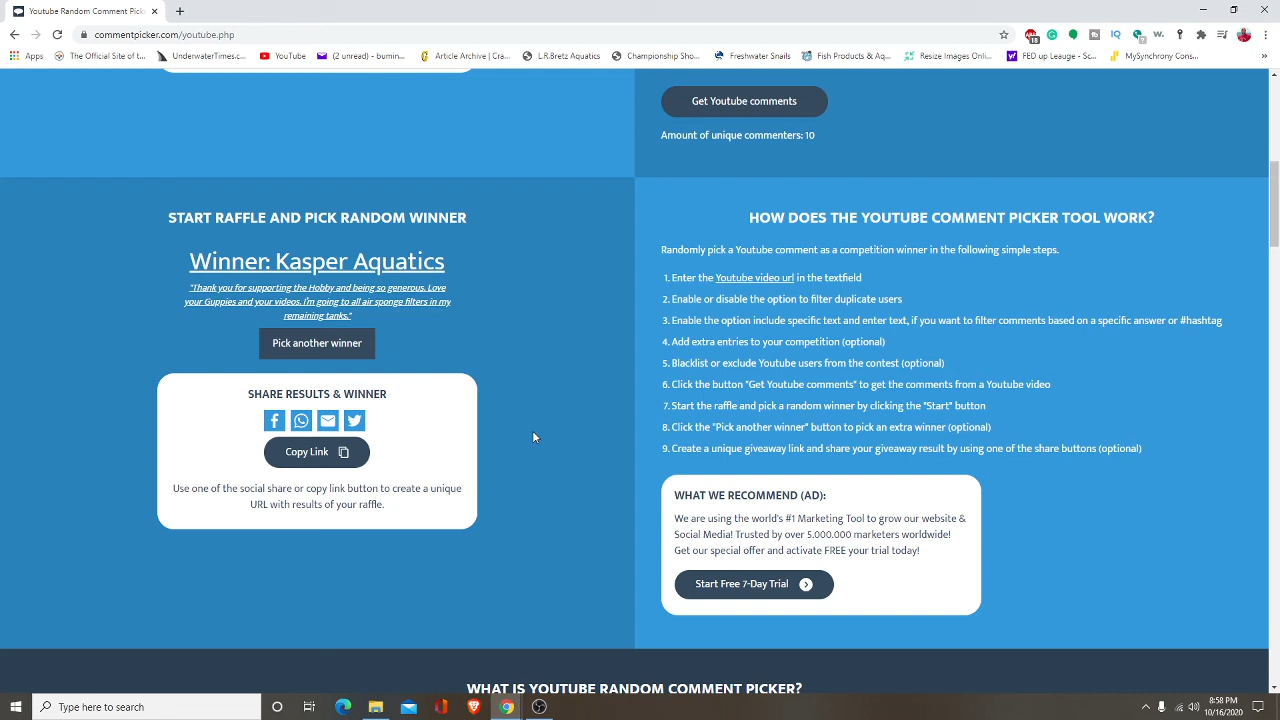 Youtube Random Comment Pick
commentpicker.com/youtube.php
Apps
The Official Site of t...
UnderwaterTimes.c...
YouTube
(2 unread) - bumin...
Article Archive | Cra...
L.R.Bretz Aquatics
Championship Sho...
Freshwater Snails
Fish Products & Aq...
Resize Images Onli...
FED up Leauge - Sc...
MySynchrony Cons...
»
Get Youtube comments
Amount of unique commenters: 10
START RAFFLE AND PICK RANDOM WINNER
Winner: Kasper Aquatics
"Thank you for supporting the Hobby and being so generous. Love
your Guppies and your videos. I'm going to all air sponge filters in my
remaining tanks."
Pick another winner
SHARE RESULTS & WINNER
Copy Link
Use one of the social share or copy link button to create a unique
URL with results of your raffle.
HOW DOES THE YOUTUBE COMMENT PICKER TOOL WORK?
Randomly pick a Youtube comment as a competition winner in the following simple steps.
1. Enter the Youtube video url in the textfield
2. Enable or disable the option to filter duplicate users
3. Enable the option include specific text and enter text, if you want to filter comments based on a specific answer or #hashtag
4. Add extra entries to your competition (optional)
5. Blacklist or exclude Youtube users from the contest (optional)
6. Click the button "Get Youtube comments" to get the comments from a Youtube video
7. Start the raffle and pick a random winner by clicking the "Start" button
8. Click the "Pick another winner" button to pick an extra winner (optional)
9. Create a unique giveaway link and share your giveaway result by using one of the share buttons (optional)
WHAT WE RECOMMEND (AD):
We are using the world's #1 Marketing Tool to grow our website &
Social Media! Trusted by over 5.000.000 marketers worldwide!
Get our special offer and activate FREE your trial today!
Start Free 7-Day Trial
WHAT IS YOUTUBE RANDOM COMMENT PICKER?
Type here to search
8:58 PM
10/16/2020